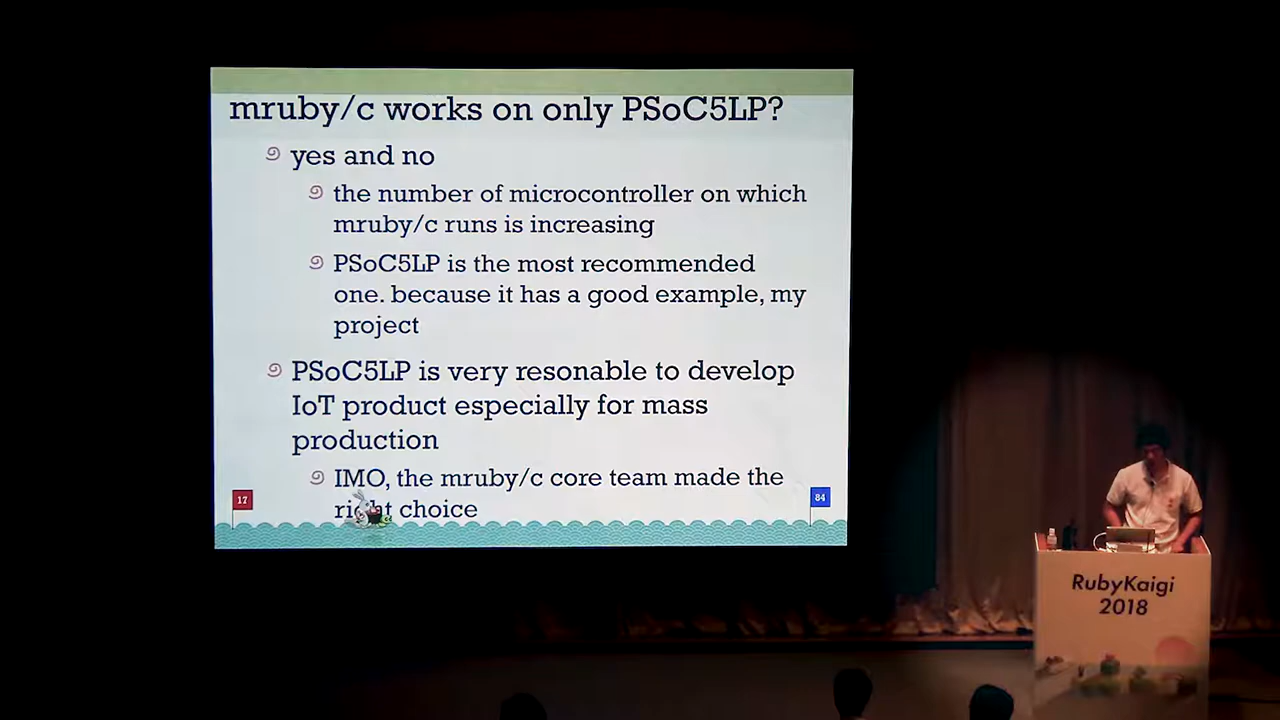 mruby/c works on only PSoC5LP?
yes and no
the number of microcontroller on which
mruby/c runs is increasing
PSoC5LP is the most recommended
one. because it has a good example, my
project
PSoC5LP is very resonable to develop
IoT product especially for mass
production
IMO, the mruby/c core team made the
right choice
17
84
RubyKaigi
2018